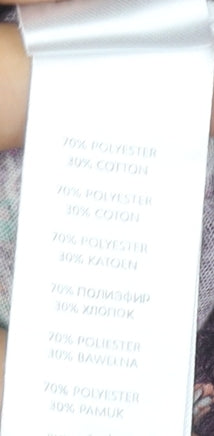 70% POLYESTER
30% COTTON
70% POLYESTER
30% COTON
70% POLYESTER
30% KATOEN
70% ПОЛИЭФИР
30% ХЛОПОК
70% POLIESTER
30% BAWEŁNA
70% POLYESTER
30% PAMUK